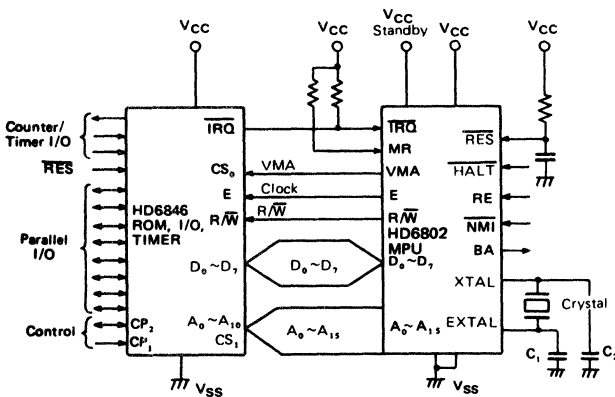 VCC VCC VCC Standby VCC VCC
Counter/
Timer I/O
RES
Parallel
I/O
Control
IRQ
CS0
E
HD6846
ROM, I/O,
TIMER
R/W
D0~D7
A0~A10
CS1
CP2
CP1
VSS
VMA
Clock
R/W
D0~D7
A0~A15
IRQ
MR
VMA
E
R/W
HD6802
MPU
D0~D7
A0~A15
RES
HALT
RE
NMI
BA
XTAL
EXTAL
VSS
Crystal
C1